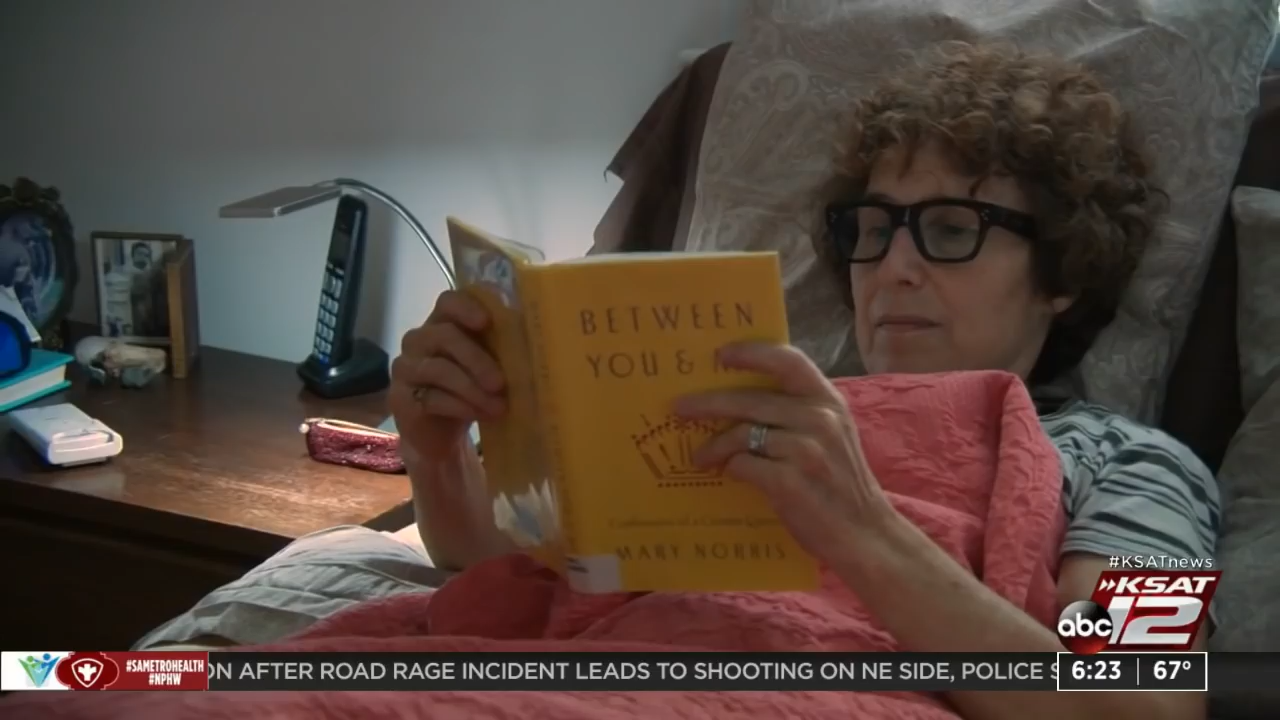 BETWEEN
YOU &
MARY NORRIS
#KSATnews
KSAT
abc 12
#SAMETROHEALTH
#NPHW
ON AFTER ROAD RAGE INCIDENT LEADS TO SHOOTING ON NE SIDE, POLICE S
6:23 67°